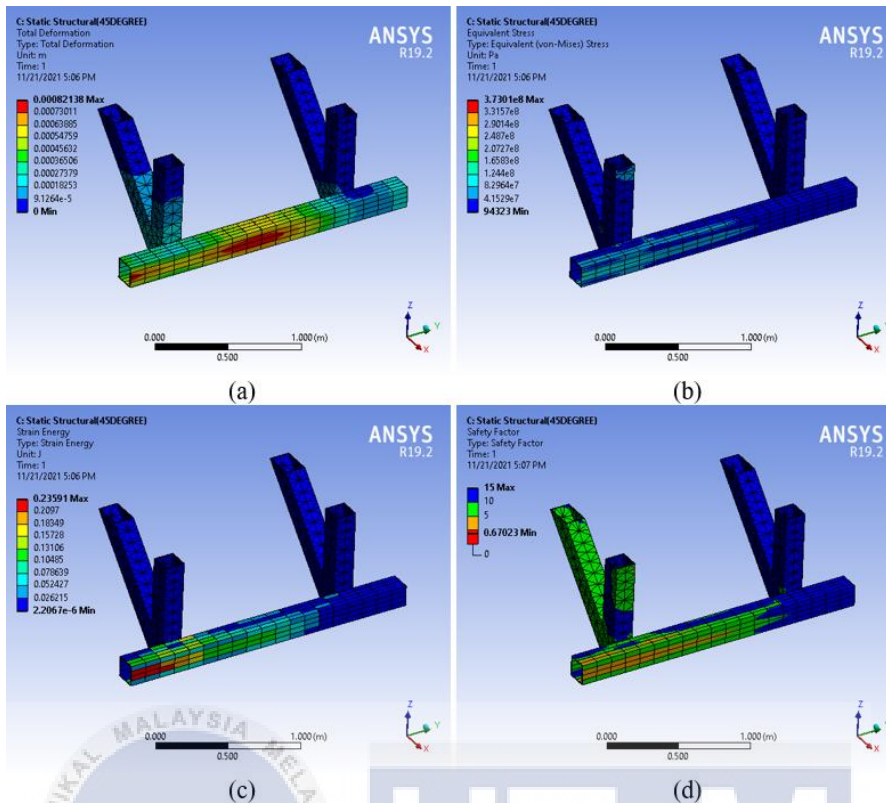 C: Static Structural(45DEGREE)
Total Deformation
Type: Total Deformation
Unit: m
Time: 1
11/21/2021 5:06 PM
0.00082138 Max
0.00073011
0.00063885
0.00054759
0.00045632
0.00036506
0.00027379
0.00018253
9.1264e-5
0 Min
ANSYS
R19.2
Z
Y
X
0.000
1.000 (m)
0.500
(a)
C: Static Structural(45DEGREE)
Equivalent Stress
Type: Equivalent (von-Mises) Stress
Unit: Pa
Time: 1
11/21/2021 5:06 PM
3.7301e8 Max
3.3157e8
2.9014e8
2.487e8
2.0727e8
1.6583e8
1.244e8
8.2964e7
4.1529e7
94323 Min
ANSYS
R19.2
Z
Y
X
0.000
1.000 (m)
0.500
(b)
C: Static Structural(45DEGREE)
Strain Energy
Type: Strain Energy
Unit: J
Time: 1
11/21/2021 5:06 PM
0.23591 Max
0.2097
0.18349
0.15728
0.13106
0.10485
0.078639
0.052427
0.026215
2.2067e-6 Min
ANSYS
R19.2
Z
Y
X
0.000
1.000 (m)
0.500
(c)
C: Static Structural(45DEGREE)
Safety Factor
Type: Safety Factor
Time: 1
11/21/2021 5:07 PM
15 Max
10
5
0.67023 Min
0
ANSYS
R19.2
Z
Y
X
0.000
1.000 (m)
0.500
(d)
MALAYSIA